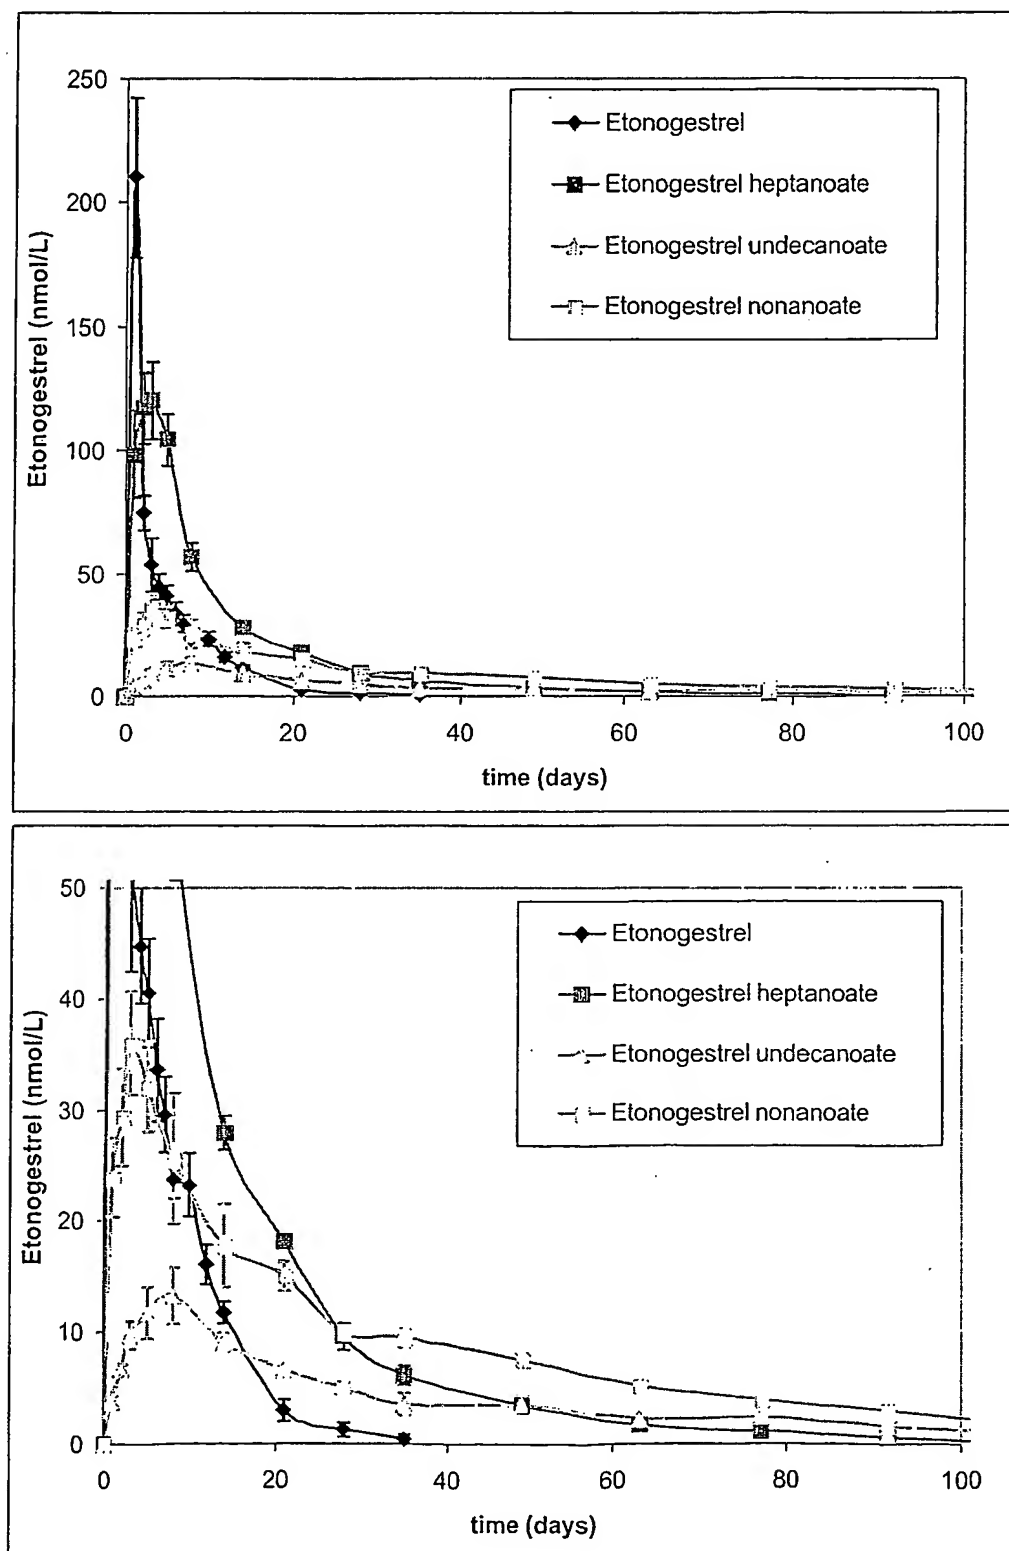 250
200
150
100
50
0
Etonogestrel (nmol/L)
Etonogestrel
Etonogestrel heptanoate
Etonogestrel undecanoate
Etonogestrel nonanoate
0 20 40 60 80 100
time (days)
50
40
30
20
10
0
Etonogestrel (nmol/L)
Etonogestrel
Etonogestrel heptanoate
Etonogestrel undecanoate
Etonogestrel nonanoate
0 20 40 60 80 100
time (days)